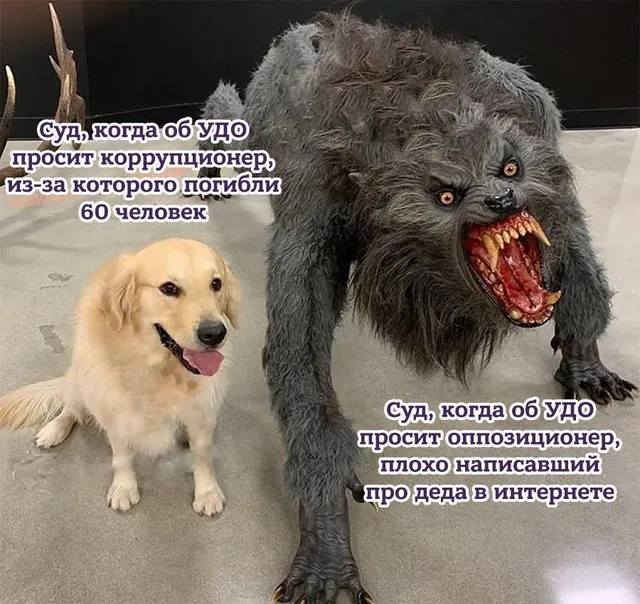 Суд, когда об УДО
просит коррупционер,
из-за которого погибли
60 человек
Суд, когда об УДО
просит оппозиционер,
плохо написавший
про деда в интернете